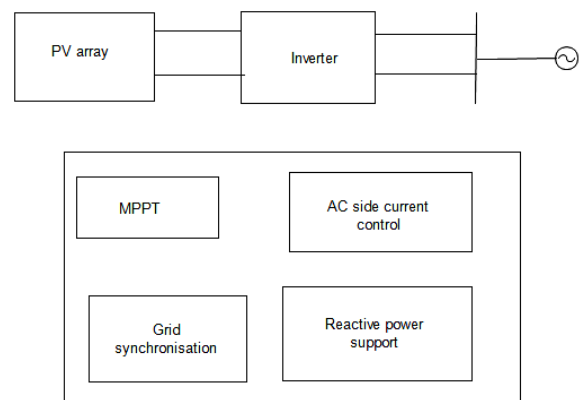 PV array
Inverter
MPPT
AC side current
control
Grid
synchronisation
Reactive power
support